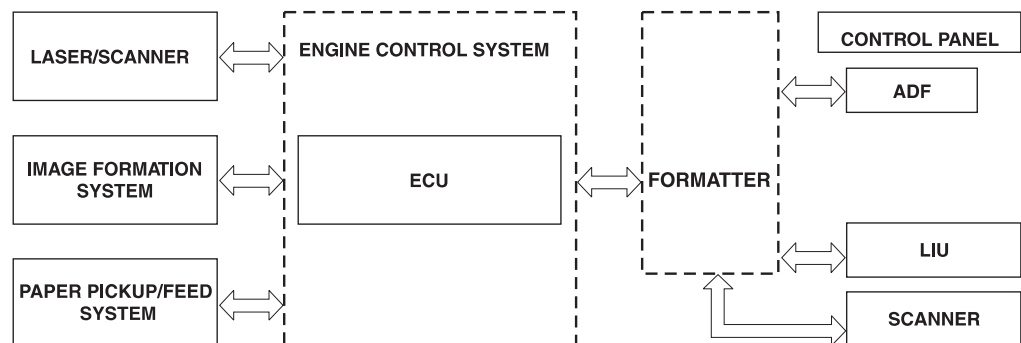 LASER/SCANNER
ENGINE CONTROL SYSTEM
CONTROL PANEL
ADF
IMAGE FORMATION
SYSTEM
ECU
FORMATTER
LIU
PAPER PICKUP/FEED
SYSTEM
SCANNER